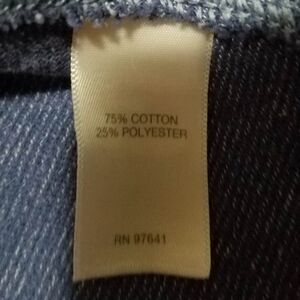 75% COTTON
25% POLYESTER
RN 97641